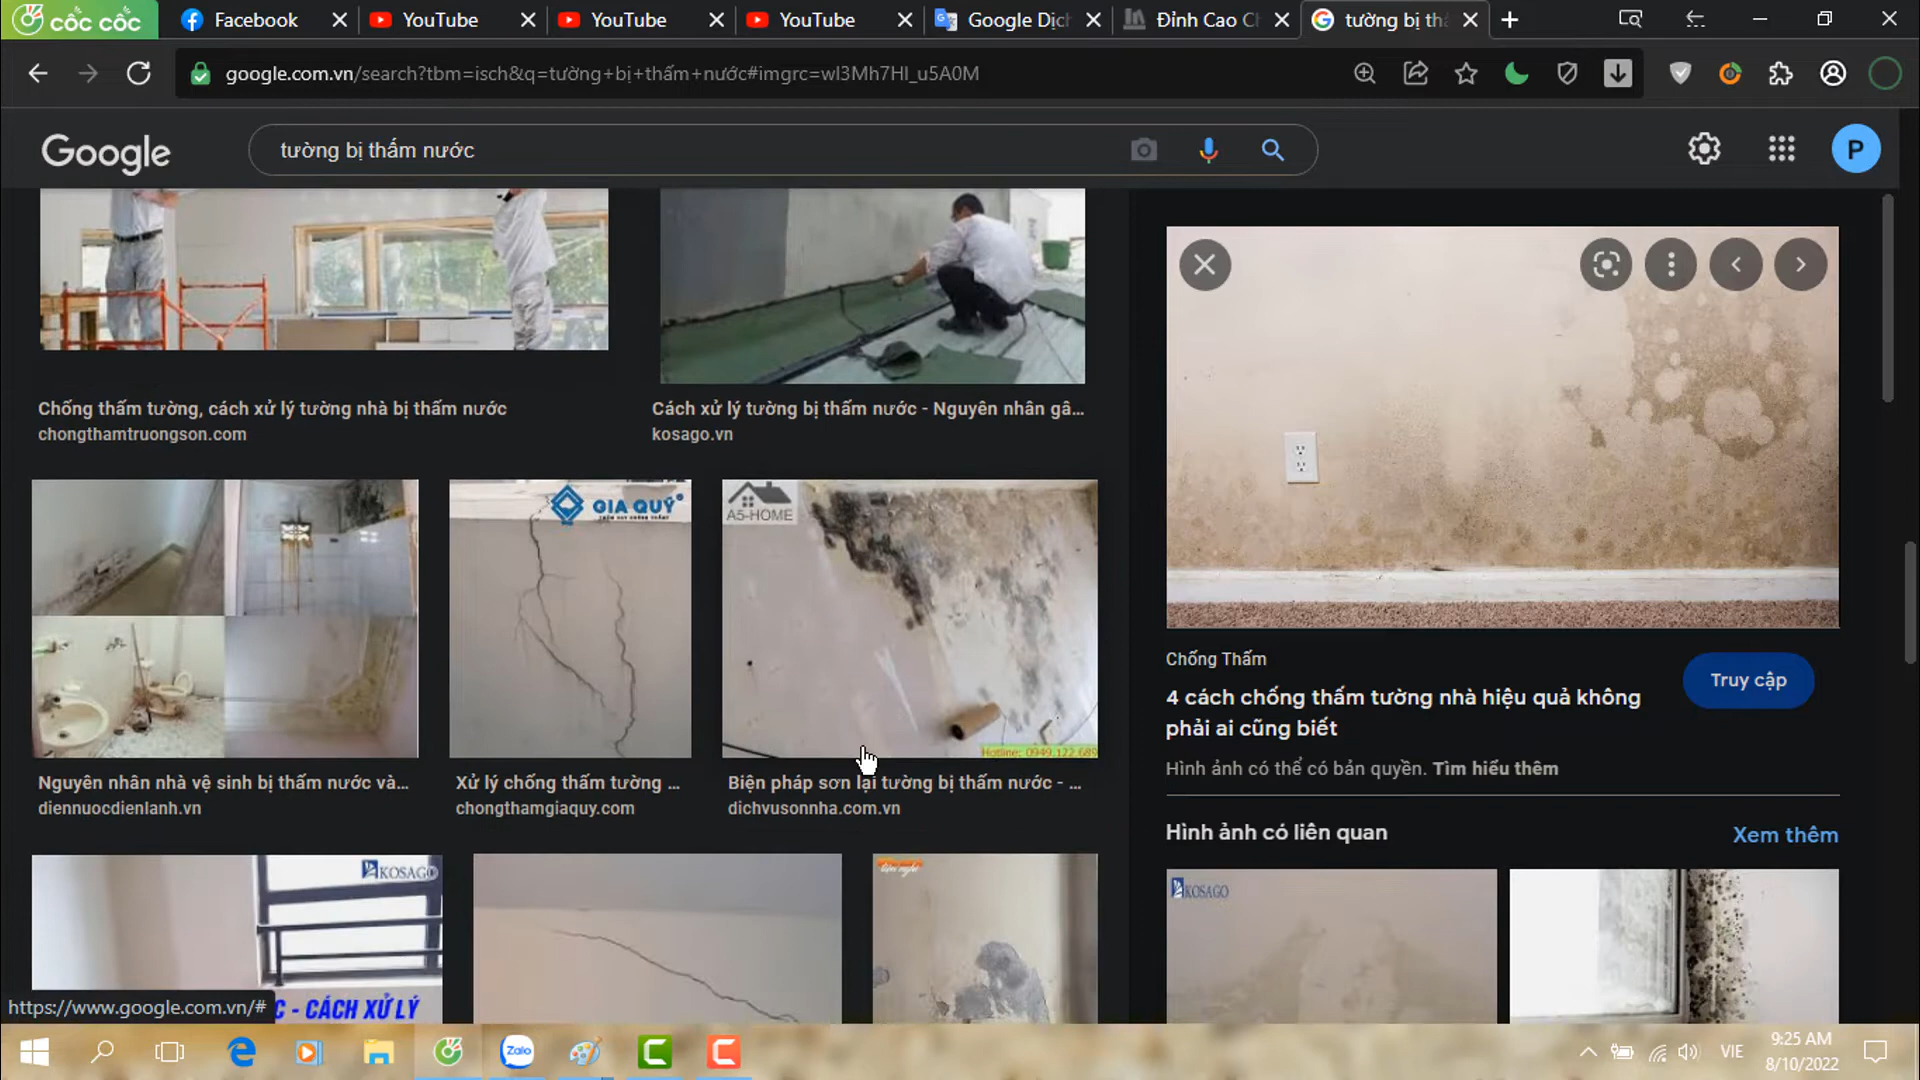 cốc cốc
Facebook
YouTube
YouTube
YouTube
Google Dịc
Đỉnh Cao C
tường bị thấ
google.com.vn/search?tbm=isch&q=tường+bị+thấm+nước#imgrc=wI3Mh7HI_u5A0M
Google
tường bị thấm nước
P
Chống thấm tường, cách xử lý tường nhà bị thấm nước
chongthamtruongson.com
Cách xử lý tường bị thấm nước - Nguyên nhân gâ...
kosago.vn
GIA QUÝ
A5-HOME
Hotline: 0949.122.689
Nguyên nhân nhà vệ sinh bị thấm nước và...
diennuocdienlanh.vn
Xử lý chống thấm tường ...
chongthamgiaquy.com
Biện pháp sơn lại tường bị thấm nước - ...
dichvusonnha.com.vn
Chống Thấm
4 cách chống thấm tường nhà hiệu quả không
phải ai cũng biết
Truy cập
Hình ảnh có thể có bản quyền. Tìm hiểu thêm
Hình ảnh có liên quan
Xem thêm
KOSAGO
KOSAGO
https://www.google.com.vn/#
C - CÁCH XỬ LÝ
Zalo
VIE
9:25 AM
8/10/2022